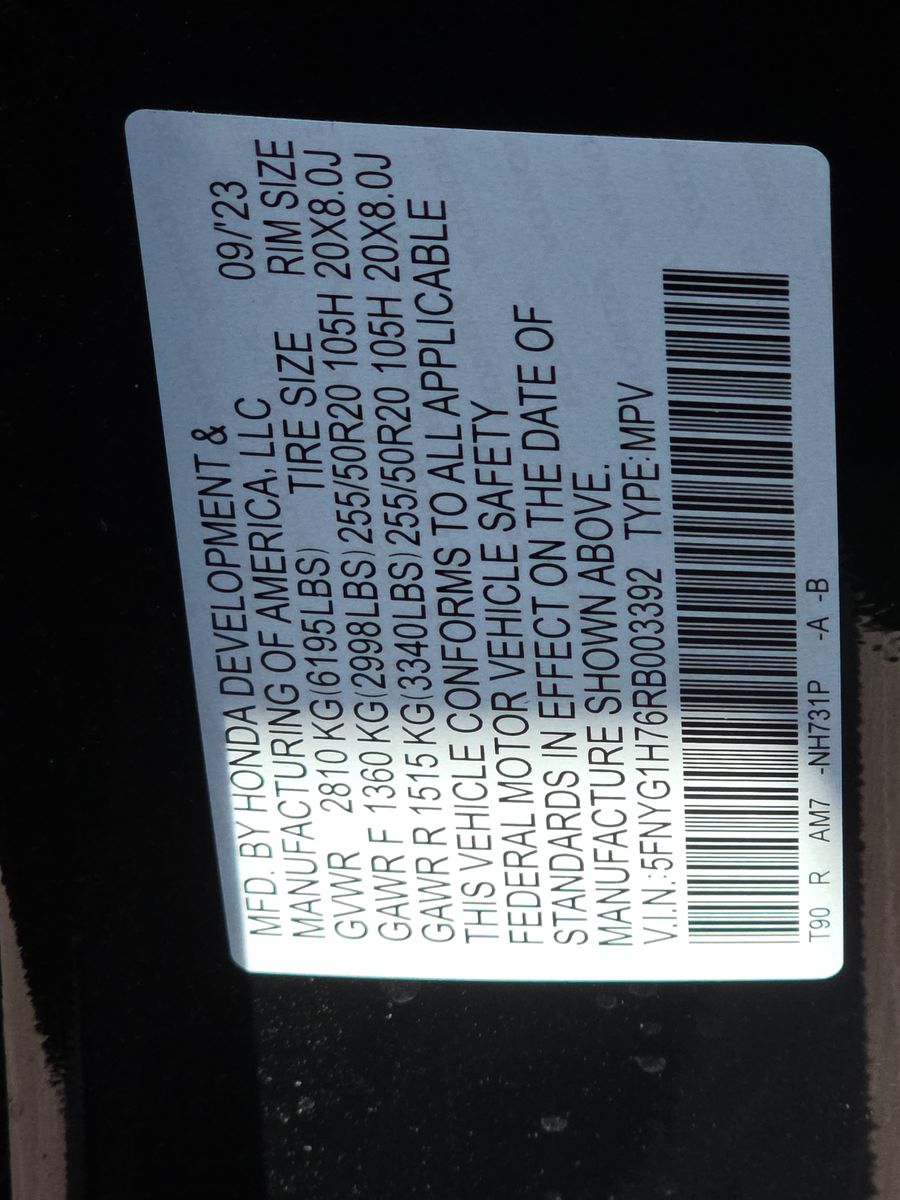 MFD. BY HONDA DEVELOPMENT & 09/'23
MANUFACTURING OF AMERICA, LLC
TIRE SIZE RIM SIZE
GVWR 2810 KG(6195LBS)
GAWR F 1360 KG(2998LBS) 255/50R20 105H 20X8.0J
GAWR R 1515 KG(3340LBS) 255/50R20 105H 20X8.0J
THIS VEHICLE CONFORMS TO ALL APPLICABLE
FEDERAL MOTOR VEHICLE SAFETY
STANDARDS IN EFFECT ON THE DATE OF
MANUFACTURE SHOWN ABOVE.
V.I.N.:5FNYG1H76RB003392 TYPE:MPV
T90 R AM7 -NH731P -A -B